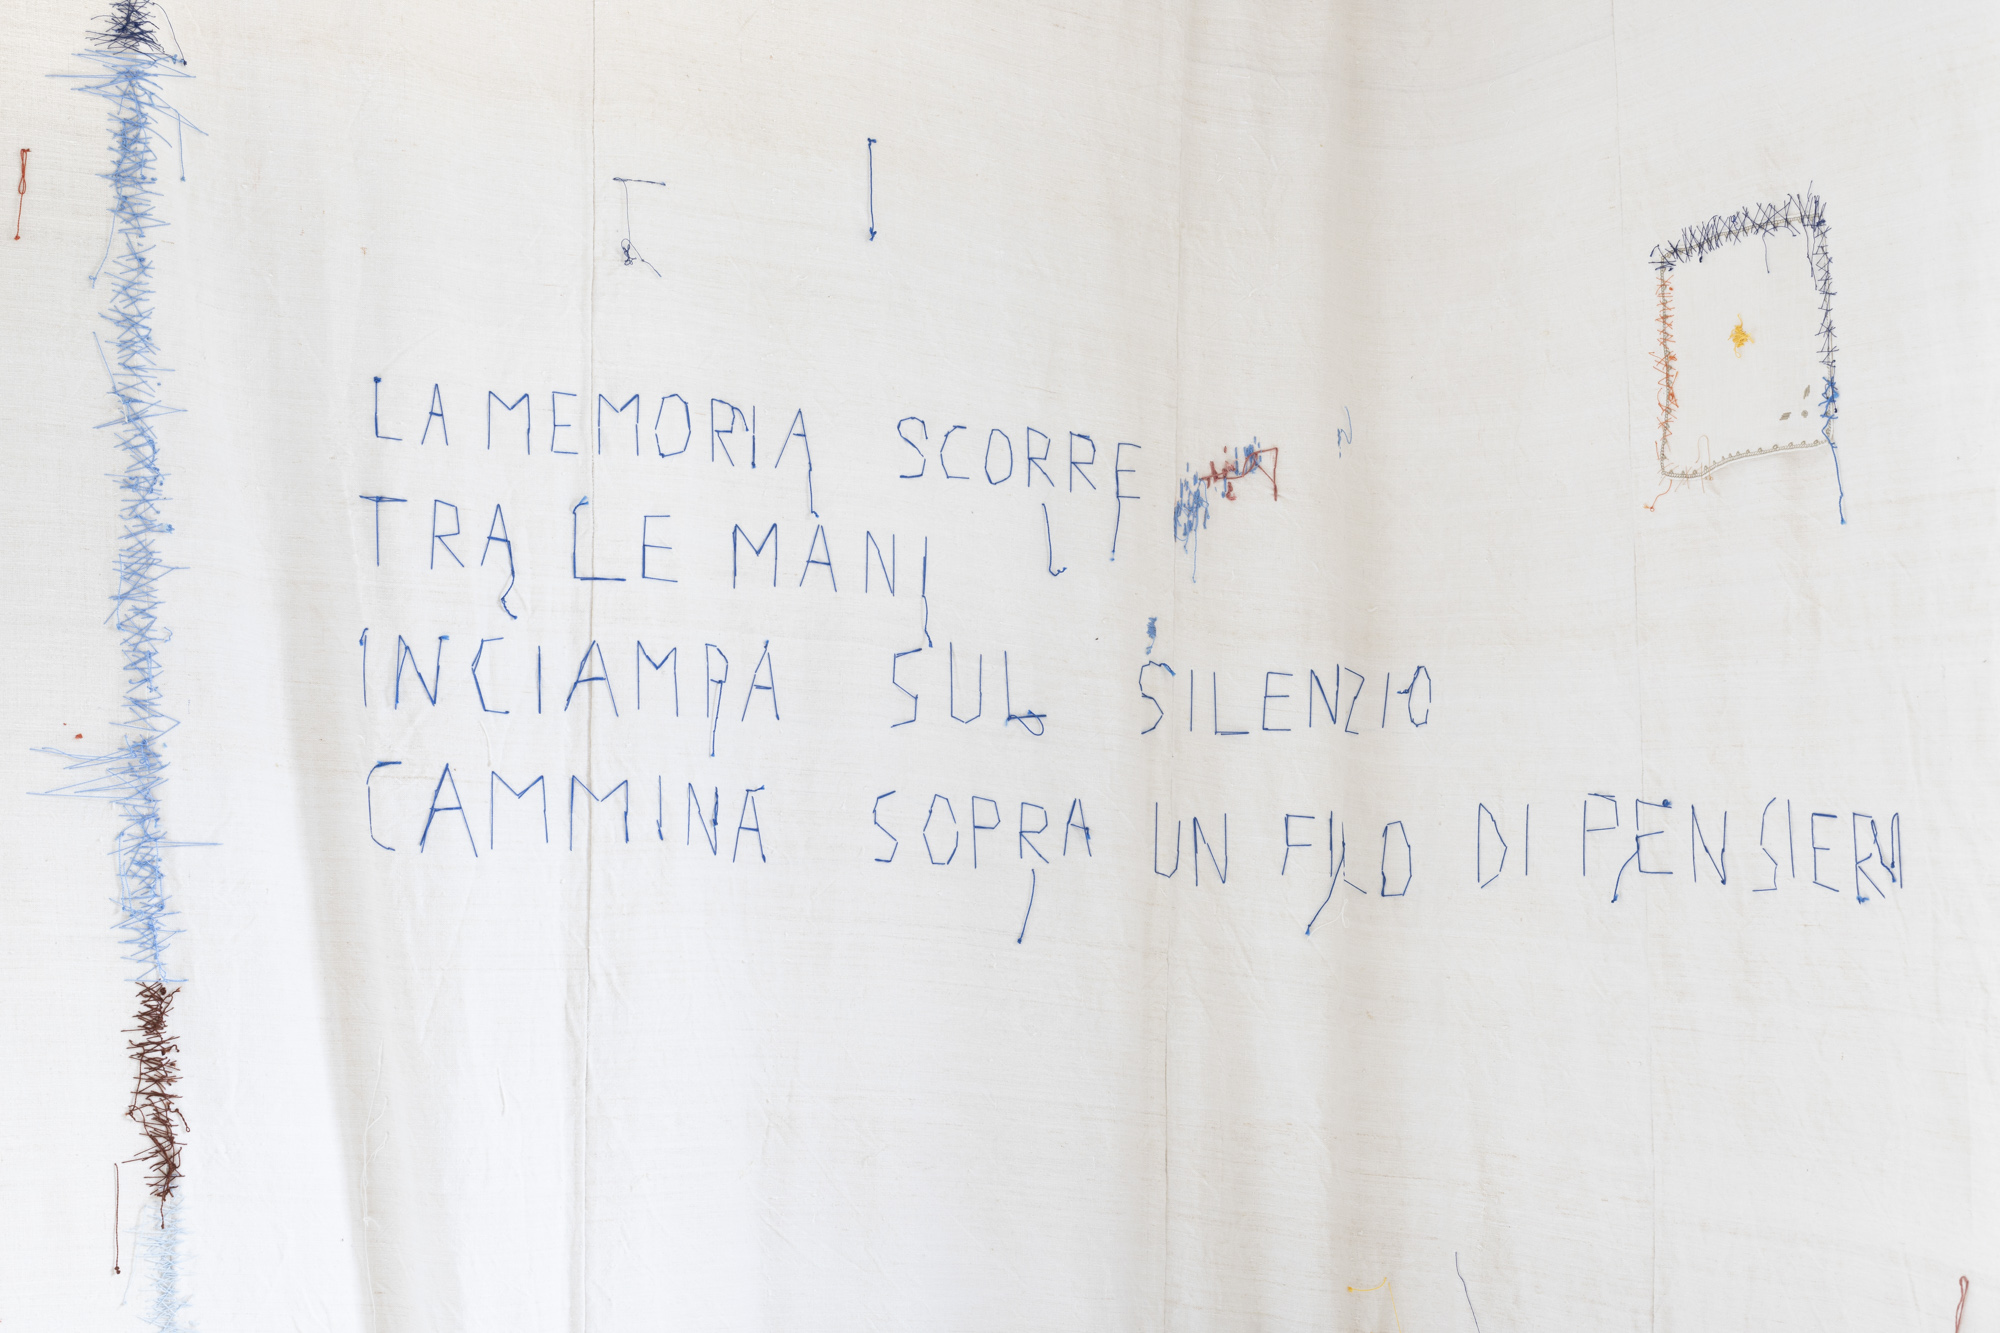 LA MEMORIA SCORRE
TRA LE MANI
INCIAMPA SUL SILENZIO
CAMMINA SOPRA UN FILO DI PENSIERI